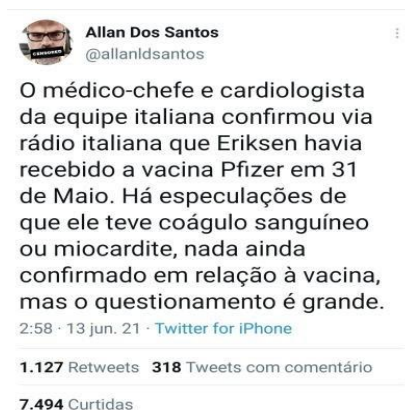 Allan Dos Santos
@allanldsantos
CENSORED
O médico-chefe e cardiologista
da equipe italiana confirmou via
rádio italiana que Eriksen havia
recebido a vacina Pfizer em 31
de Maio. Há especulações de
que ele teve coágulo sanguíneo
ou miocardite, nada ainda
confirmado em relação à vacina,
mas o questionamento é grande.
2:58 · 13 jun. 21 · Twitter for iPhone
1.127 Retweets 318 Tweets com comentário
7.494 Curtidas